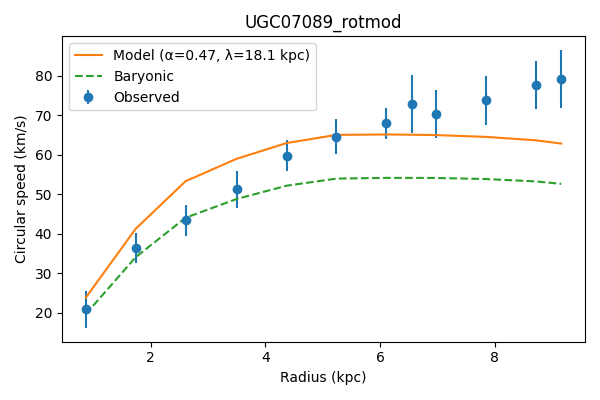 UGC07089_rotmod
Model (α=0.47, λ=18.1 kpc)
Baryonic
Observed
Circular speed (km/s)
80
70
60
50
40
30
20
2
4
6
8
Radius (kpc)